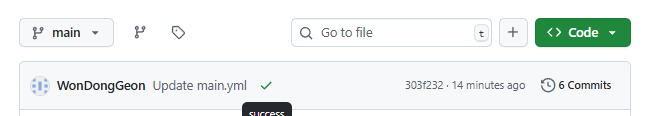 main Go to file t + Code
WonDongGeon Update main.yml 303f232 · 14 minutes ago 6 Commits
success